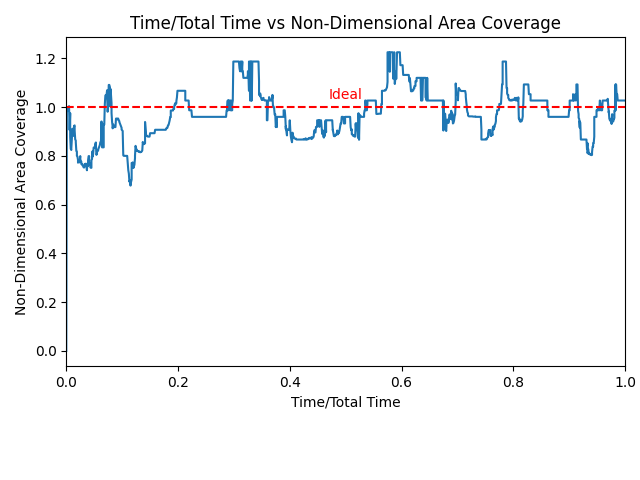 Time/Total Time vs Non-Dimensional Area Coverage
Non-Dimensional Area Coverage
1.2
1.0
0.8
0.6
0.4
0.2
0.0
Ideal
0.0 0.2 0.4 0.6 0.8 1.0
Time/Total Time